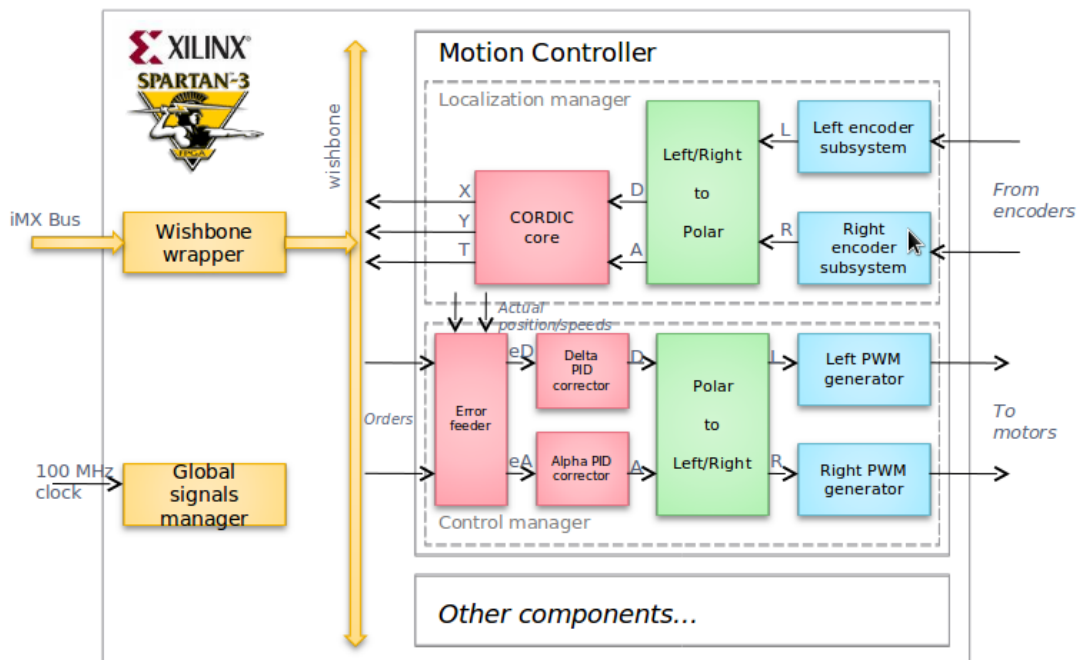 XILINX®
SPARTAN™-3
FPGA
Motion Controller
Localization manager
wishbone
Left/Right
to
Polar
Left encoder
subsystem
L
From
encoders
Right
encoder
subsystem
R
D
A
CORDIC
core
X
Y
T
iMX Bus
Wishbone
wrapper
Actual
position/speeds
Error
feeder
eD
Delta
PID
corrector
D
Polar
to
Left/Right
L
Left PWM
generator
Orders
To
motors
eA
Alpha PID
corrector
A
R
Right PWM
generator
100 MHz
clock
Global
signals
manager
Control manager
Other components...